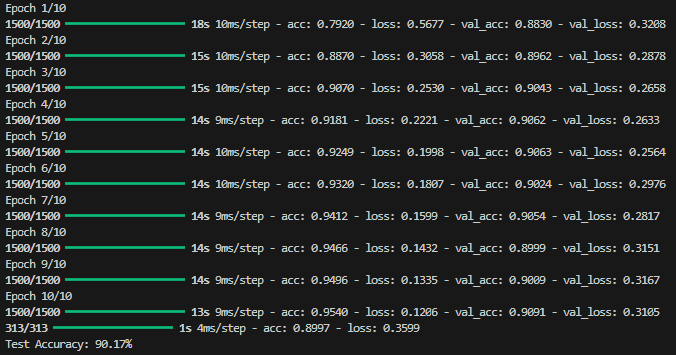 Epoch 1/10
1500/1500 18s 10ms/step - acc: 0.7920 - loss: 0.5677 - val_acc: 0.8830 - val_loss: 0.3208
Epoch 2/10
1500/1500 15s 10ms/step - acc: 0.8870 - loss: 0.3058 - val_acc: 0.8962 - val_loss: 0.2878
Epoch 3/10
1500/1500 15s 10ms/step - acc: 0.9070 - loss: 0.2530 - val_acc: 0.9043 - val_loss: 0.2658
Epoch 4/10
1500/1500 14s 9ms/step - acc: 0.9181 - loss: 0.2221 - val_acc: 0.9062 - val_loss: 0.2633
Epoch 5/10
1500/1500 14s 10ms/step - acc: 0.9249 - loss: 0.1998 - val_acc: 0.9063 - val_loss: 0.2564
Epoch 6/10
1500/1500 14s 10ms/step - acc: 0.9320 - loss: 0.1807 - val_acc: 0.9024 - val_loss: 0.2976
Epoch 7/10
1500/1500 14s 9ms/step - acc: 0.9412 - loss: 0.1599 - val_acc: 0.9054 - val_loss: 0.2817
Epoch 8/10
1500/1500 14s 9ms/step - acc: 0.9466 - loss: 0.1432 - val_acc: 0.8999 - val_loss: 0.3151
Epoch 9/10
1500/1500 14s 9ms/step - acc: 0.9496 - loss: 0.1335 - val_acc: 0.9009 - val_loss: 0.3167
Epoch 10/10
1500/1500 13s 9ms/step - acc: 0.9540 - loss: 0.1206 - val_acc: 0.9091 - val_loss: 0.3105
313/313 1s 4ms/step - acc: 0.8997 - loss: 0.3599
Test Accuracy: 90.17%